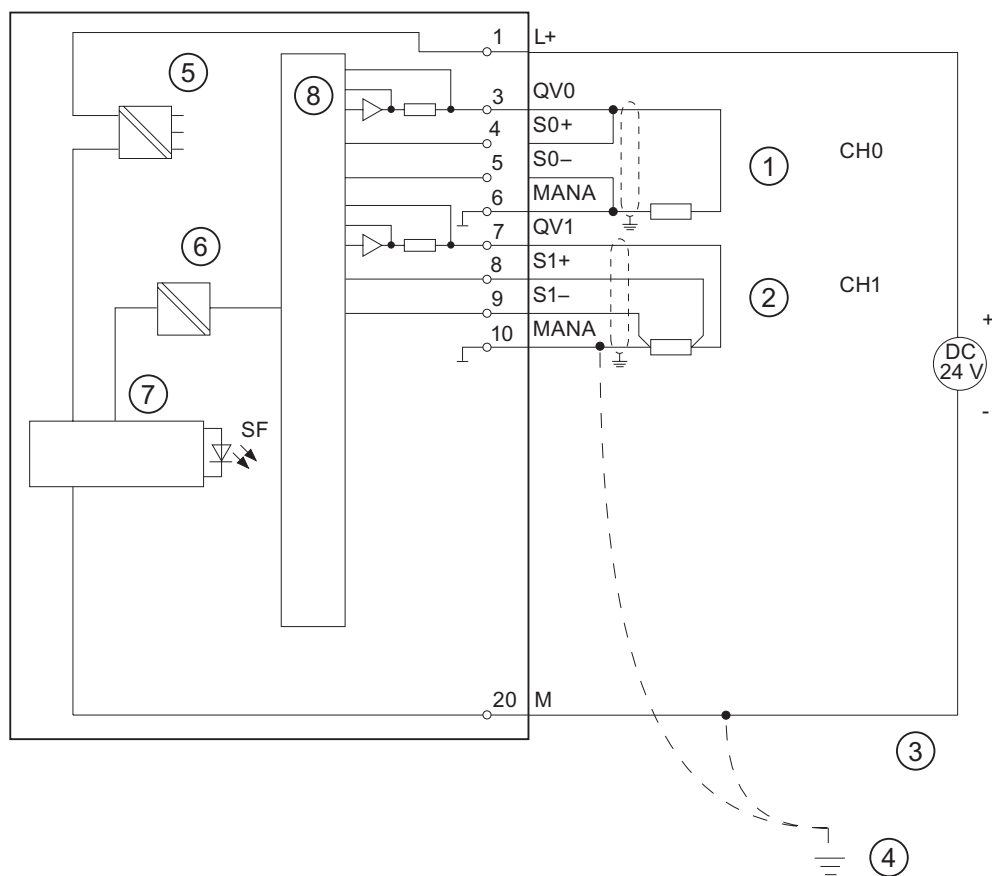 1 L+
5
8
3 QV0
4 S0+
5 S0–
1
CH0
6 MANA
7 QV1
6
8 S1+
2
CH1
9 S1–
10 MANA
+
DC
24 V
-
7
SF
20 M
3
4